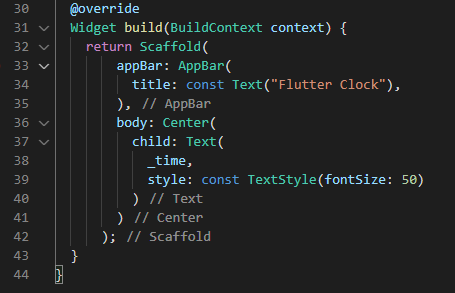 30 @override
31 Widget build(BuildContext context) {
32 return Scaffold(
33 appBar: AppBar(
34 title: const Text("Flutter Clock"),
35 ), // AppBar
36 body: Center(
37 child: Text(
38 _time,
39 style: const TextStyle(fontSize: 50)
40 ) // Text
41 ) // Center
42 ); // Scaffold
43 }
44 }